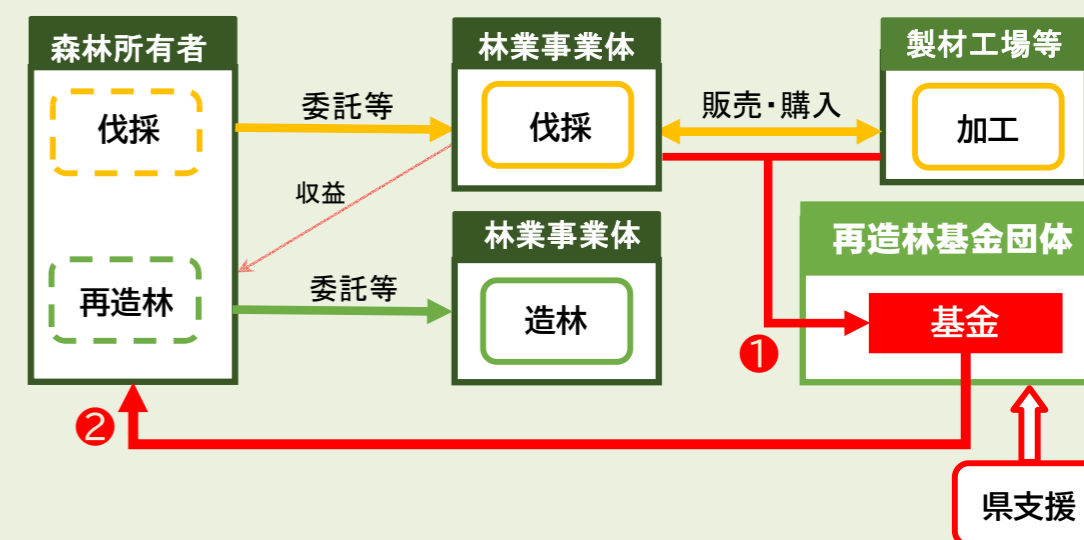 森林所有者
伐採
再造林
委託等
収益
委託等
林業事業体
伐採
林業事業体
造林
販売・購入
製材工場等
加工
再造林基金団体
基金
❶
❷
県支援